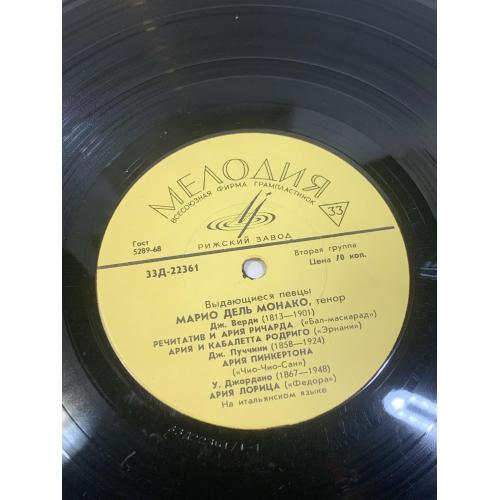 МЕЛОДИЯ
ВСЕСОЮЗНАЯ ФИРМА ГРАМПЛАСТИНОК
33
РИЖСКИЙ ЗАВОД
Гост
5289-68
Вторая группа
Цена 70 коп.
33Д-22361
Выдающиеся певцы
МАРИО ДЕЛЬ МОНАКО, тенор
Дж. Верди (1813—1901)
РЕЧИТАТИВ И АРИЯ РИЧАРДА («Бал-маскарад»)
АРИЯ И КАБАЛЕТТА РОДРИГО («Эрнани»)
Дж. Пуччини (1858—1924)
АРИЯ ПИНКЕРТОНА
(«Чио-Чио-Сан»)
У. Джордано (1867—1948)
АРИЯ ЛОРИЦА («Федора»)
На итальянском языке